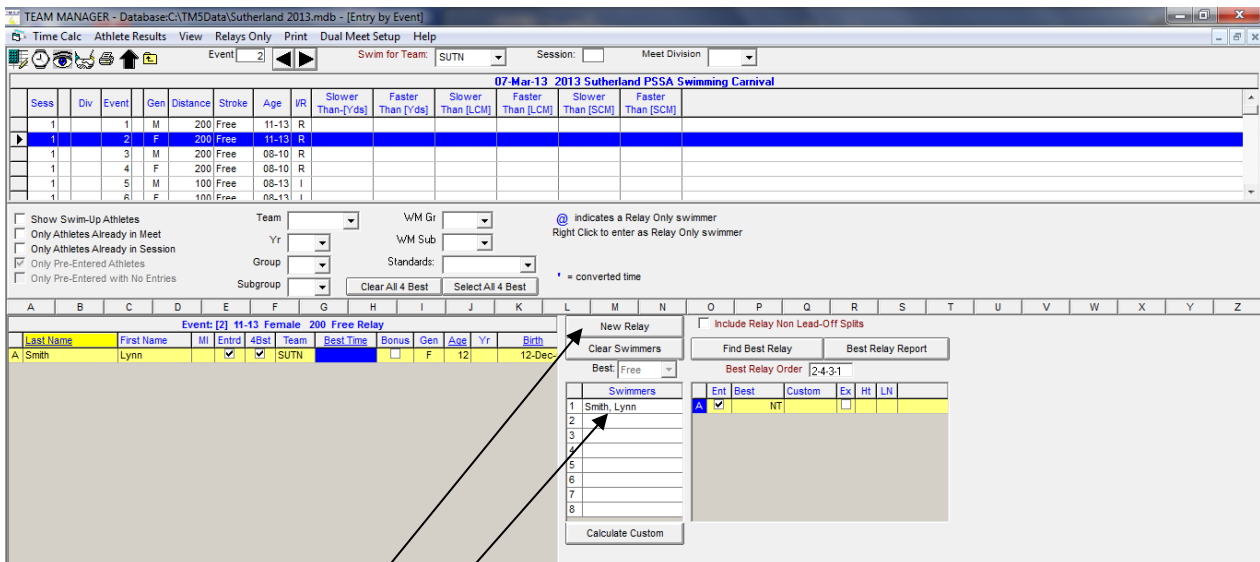 TEAM MANAGER - Database:C:\TM5Data\Sutherland 2013.mdb - [Entry by Event]
Time Calc Athlete Results View Relays Only Print Dual Meet Setup Help
Event 2 Swim for Team: SUTN Session: Meet Division
07-Mar-13 2013 Sutherland PSSA Swimming Carnival
Sess Div Event Gen Distance Stroke Age I/R Slower Than-[Yds] Faster Than [Yds] Slower Than [LCM] Faster Than [LCM] Slower Than [SCM] Faster Than [SCM]
1 1 M 200 Free 11-13 R
1 2 F 200 Free 11-13 R
1 3 M 200 Free 08-10 R
1 4 F 200 Free 08-10 R
1 5 M 100 Free 08-13 I
1 6 F 100 Free 08-13 I
Show Swim-Up Athletes Team WM Gr @ indicates a Relay Only swimmer
Only Athletes Already in Meet Right Click to enter as Relay Only swimmer
Only Athletes Already in Session Yr WM Sub
Only Pre-Entered Athletes Group Standards:
Only Pre-Entered with No Entries ' = converted time
Subgroup Clear All 4 Best Select All 4 Best
A B C D E F G H I J K L M N O P Q R S T U V W X Y Z
Event: [2] 11-13 Female 200 Free Relay New Relay Include Relay Non Lead-Off Splits
Last Name First Name MI Entrd 4Bst Team Best Time Bonus Gen Age Yr Birth
A Smith Lynn SUTN F 12 12-Dec-
Clear Swimmers Find Best Relay Best Relay Report
Best: Free Best Relay Order 2-4-3-1
Swimmers Ent Best Custom Ex Ht LN
1 Smith, Lynn A NT
2
3
4
5
6
7
8
Calculate Custom